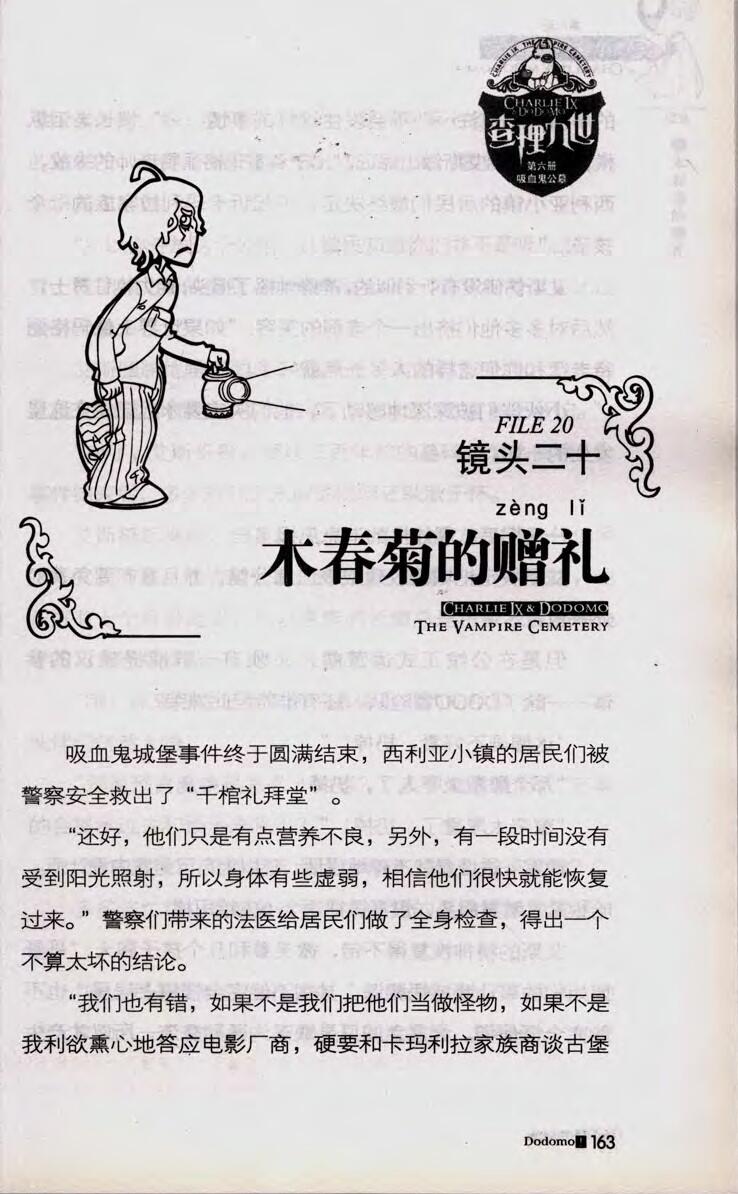 CHARLIE IX, THE VAMPIRE CEMETERY
CHARLIE IX
& DODOMO
查理九世
第六册
吸血鬼公墓
FILE 20
镜头二十
zèng lǐ
木春菊的赠礼
CHARLIE IX & DODOMO
THE VAMPIRE CEMETERY
吸血鬼城堡事件终于圆满结束，西利亚小镇的居民们被
警察安全救出了“千棺礼拜堂”。
“还好，他们只是有点营养不良，另外，有一段时间没有
受到阳光照射，所以身体有些虚弱，相信他们很快就能恢复
过来。”警察们带来的法医给居民们做了全身检查，得出一个
不算太坏的结论。
“我们也有错，如果不是我们把他们当做怪物，如果不是
我利欲熏心地答应电影厂商，硬要和卡玛利拉家族商谈古堡
Dodomo 163